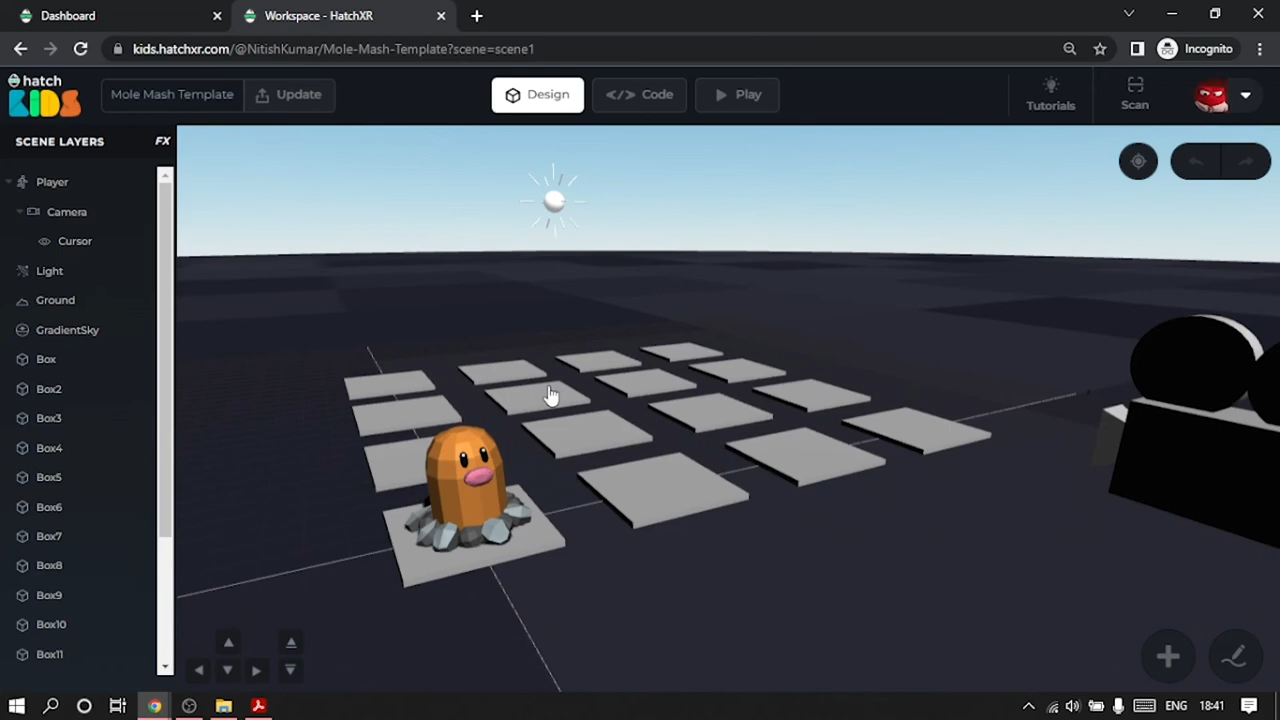 Dashboard
Workspace - HatchXR
kids.hatchxr.com/@NitishKumar/Mole-Mash-Template?scene=scene1
Incognito
hatch
KIDS
Mole Mash Template
Update
Design
</> Code
Play
Tutorials
Scan
SCENE LAYERS
FX
Player
Camera
Cursor
Light
Ground
GradientSky
Box
Box2
Box3
Box4
Box5
Box6
Box7
Box8
Box9
Box10
Box11
ENG
18:41